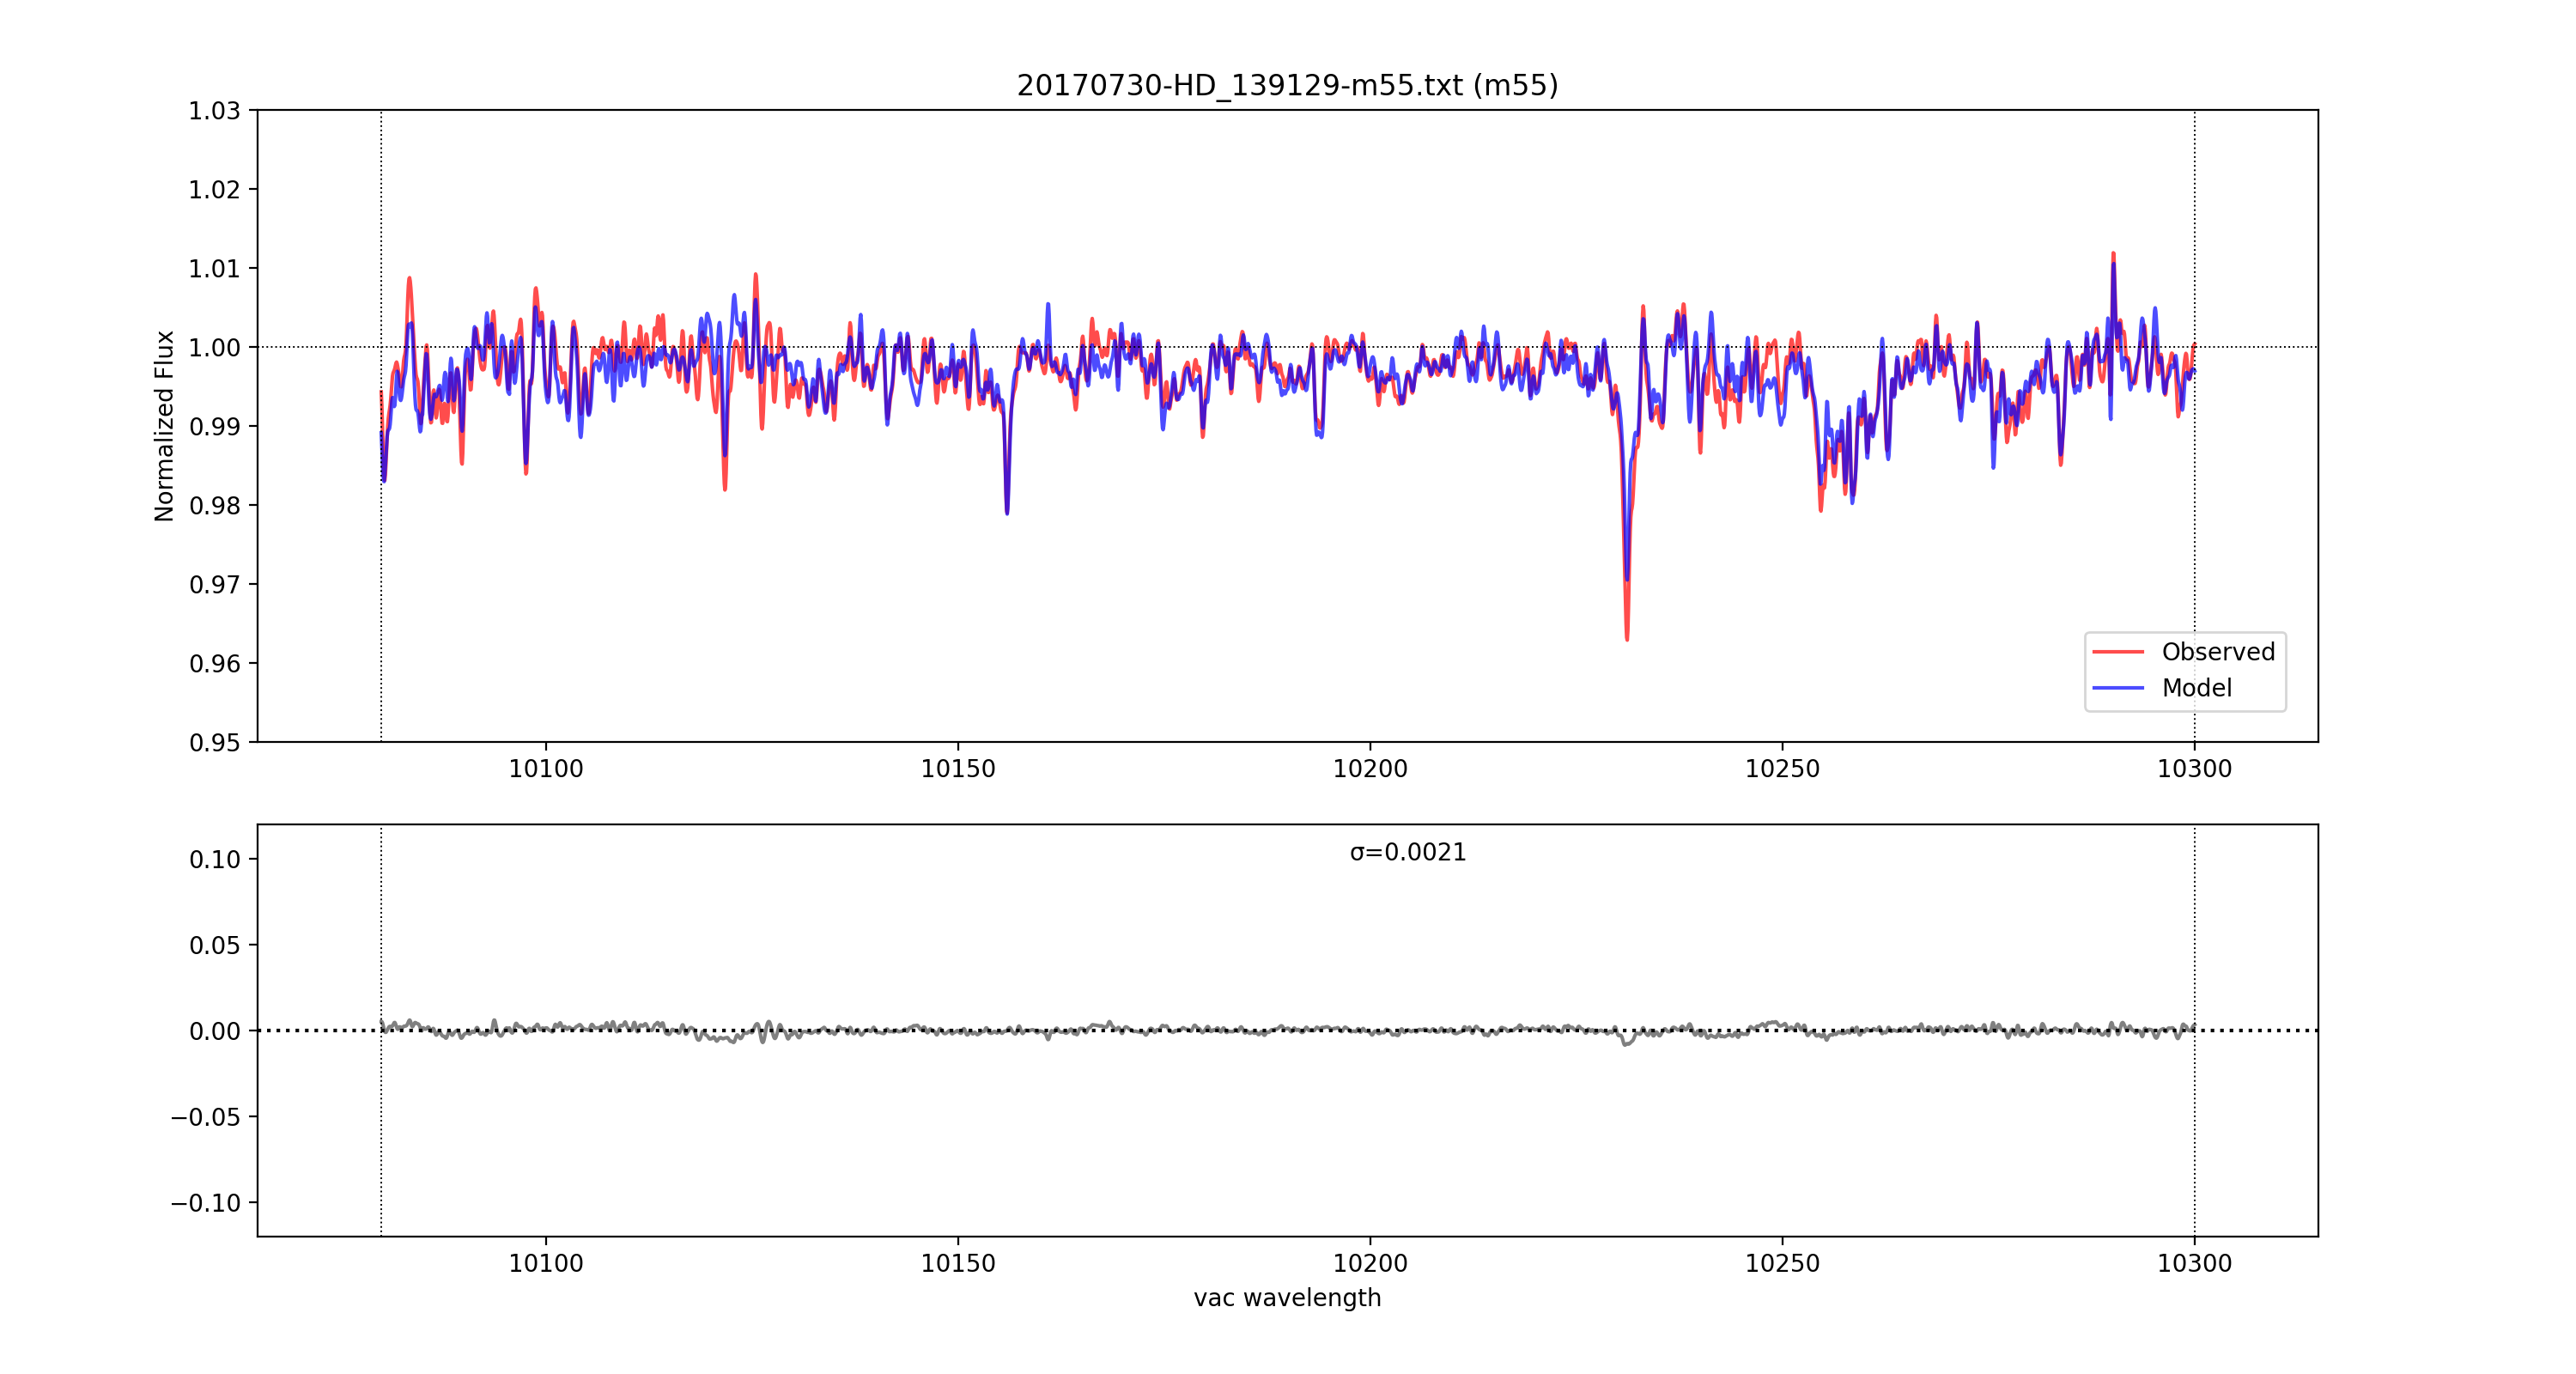 20170730-HD_139129-m55.txt (m55)
1.03
1.02
1.01
1.00
0.99
0.98
0.97
0.96
0.95
Normalized Flux
Observed
Model
10100 10150 10200 10250 10300
σ=0.0021
0.10
0.05
0.00
−0.05
−0.10
10100 10150 10200 10250 10300
vac wavelength